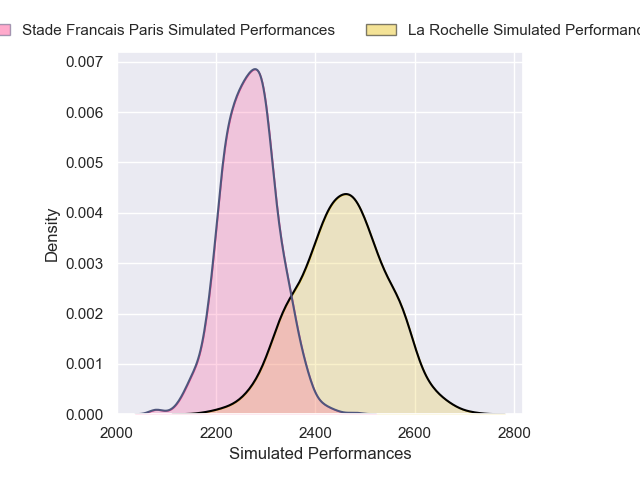 Stade Francais Paris Simulated Performances
La Rochelle Simulated Performanc
0.007
0.006
0.005
0.004
0.003
0.002
0.001
0.000
Density
2000 2200 2400 2600 2800
Simulated Performances